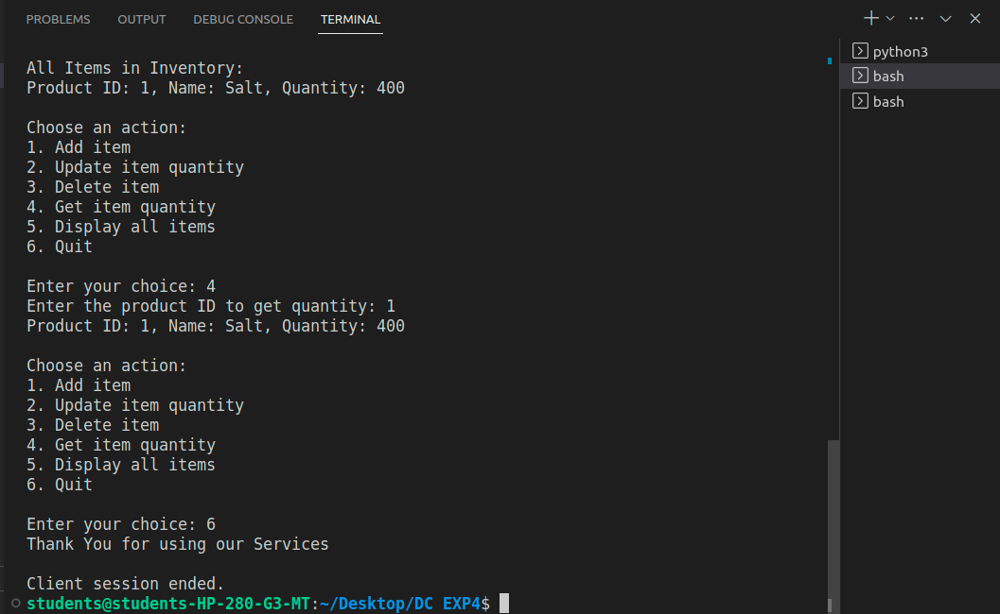 PROBLEMS OUTPUT DEBUG CONSOLE TERMINAL
All Items in Inventory:
Product ID: 1, Name: Salt, Quantity: 400
Choose an action:
1. Add item
2. Update item quantity
3. Delete item
4. Get item quantity
5. Display all items
6. Quit
Enter your choice: 4
Enter the product ID to get quantity: 1
Product ID: 1, Name: Salt, Quantity: 400
Choose an action:
1. Add item
2. Update item quantity
3. Delete item
4. Get item quantity
5. Display all items
6. Quit
Enter your choice: 6
Thank You for using our Services
Client session ended.
students@students-HP-280-G3-MT:~/Desktop/DC EXP4$
python3
bash
bash